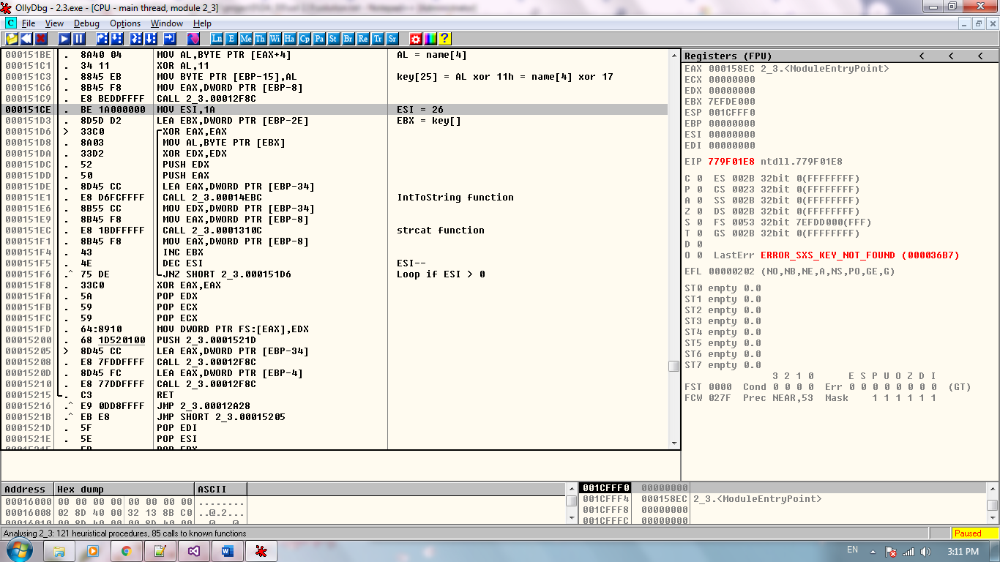 OllyDbg - 2.3.exe - [CPU - main thread, module 2_3]
C File View Debug Options Window Help
Ln E Me Th Wi Ha Cp Pa St Br Re Tr Sr ?
000151BE . 8A40 04 MOV AL,BYTE PTR [EAX+4] AL = name[4]
000151C1 . 34 11 XOR AL,11
000151C3 . 8845 EB MOV BYTE PTR [EBP-15],AL key[25] = AL xor 11h = name[4] xor 17
000151C6 . 8B45 F8 MOV EAX,DWORD PTR [EBP-8]
000151C9 . E8 BEDDFFFF CALL 2_3.00012F8C
000151CE . BE 1A000000 MOV ESI,1A ESI = 26
000151D3 . 8D5D D2 LEA EBX,DWORD PTR [EBP-2E] EBX = key[]
000151D6 > 33C0 XOR EAX,EAX
000151D8 . 8A03 MOV AL,BYTE PTR [EBX]
000151DA . 33D2 XOR EDX,EDX
000151DC . 52 PUSH EDX
000151DD . 50 PUSH EAX
000151DE . 8D45 CC LEA EAX,DWORD PTR [EBP-34]
000151E1 . E8 D6FCFFFF CALL 2_3.00014EBC IntToString function
000151E6 . 8B55 CC MOV EDX,DWORD PTR [EBP-34]
000151E9 . 8B45 F8 MOV EAX,DWORD PTR [EBP-8]
000151EC . E8 1BDFFFFF CALL 2_3.0001310C strcat function
000151F1 . 8B45 F8 MOV EAX,DWORD PTR [EBP-8]
000151F4 . 43 INC EBX
000151F5 . 4E DEC ESI ESI--
000151F6 .^ 75 DE JNZ SHORT 2_3.000151D6 Loop if ESI > 0
000151F8 . 33C0 XOR EAX,EAX
000151FA . 5A POP EDX
000151FB . 59 POP ECX
000151FC . 59 POP ECX
000151FD . 64:8910 MOV DWORD PTR FS:[EAX],EDX
00015200 . 68 1D520100 PUSH 2_3.0001521D
00015205 > 8D45 CC LEA EAX,DWORD PTR [EBP-34]
00015208 . E8 7FDDFFFF CALL 2_3.00012F8C
0001520D . 8D45 FC LEA EAX,DWORD PTR [EBP-4]
00015210 . E8 77DDFFFF CALL 2_3.00012F8C
00015215 . C3 RET
00015216 .^ E9 0DD8FFFF JMP 2_3.00012A28
0001521B .^ EB E8 JMP SHORT 2_3.00015205
0001521D . 5F POP EDI
0001521E . 5E POP ESI
Registers (FPU) < < <
EAX 000158EC 2_3.<ModuleEntryPoint>
ECX 00000000
EDX 00000000
EBX 7EFDE000
ESP 001CFFF0
EBP 00000000
ESI 00000000
EDI 00000000
EIP 779F01E8 ntdll.779F01E8
C 0 ES 002B 32bit 0(FFFFFFFF)
P 0 CS 0023 32bit 0(FFFFFFFF)
A 0 SS 002B 32bit 0(FFFFFFFF)
Z 0 DS 002B 32bit 0(FFFFFFFF)
S 0 FS 0053 32bit 7EFDD000(FFF)
T 0 GS 002B 32bit 0(FFFFFFFF)
D 0
O 0 LastErr ERROR_SXS_KEY_NOT_FOUND (000036B7)
EFL 00000202 (NO,NB,NE,A,NS,PO,GE,G)
ST0 empty 0.0
ST1 empty 0.0
ST2 empty 0.0
ST3 empty 0.0
ST4 empty 0.0
ST5 empty 0.0
ST6 empty 0.0
ST7 empty 0.0
3 2 1 0 E S P U O Z D I
FST 0000 Cond 0 0 0 0 Err 0 0 0 0 0 0 0 0 (GT)
FCW 027F Prec NEAR,53 Mask 1 1 1 1 1 1
Address Hex dump ASCII
00016000 00 00 00 00 00 00 00 00 ........
00016008 02 8D 40 00 32 13 8B C0 ..@.2...
001CFFF0 00000000
001CFFF4 000158EC 2_3.<ModuleEntryPoint>
001CFFF8 00000000
001CFFFC 00000000
Analysing 2_3: 121 heuristical procedures, 85 calls to known functions Paused
EN 3:11 PM